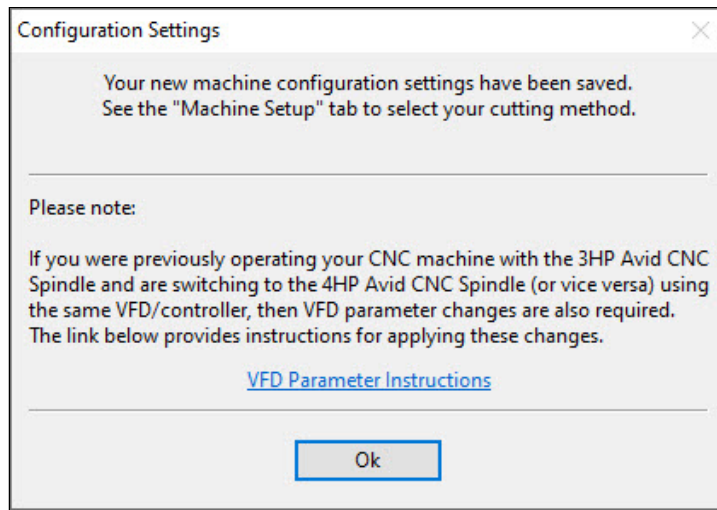 Configuration Settings
Your new machine configuration settings have been saved.
See the "Machine Setup" tab to select your cutting method.
Please note:
If you were previously operating your CNC machine with the 3HP Avid CNC
Spindle and are switching to the 4HP Avid CNC Spindle (or vice versa) using
the same VFD/controller, then VFD parameter changes are also required.
The link below provides instructions for applying these changes.
VFD Parameter Instructions
Ok